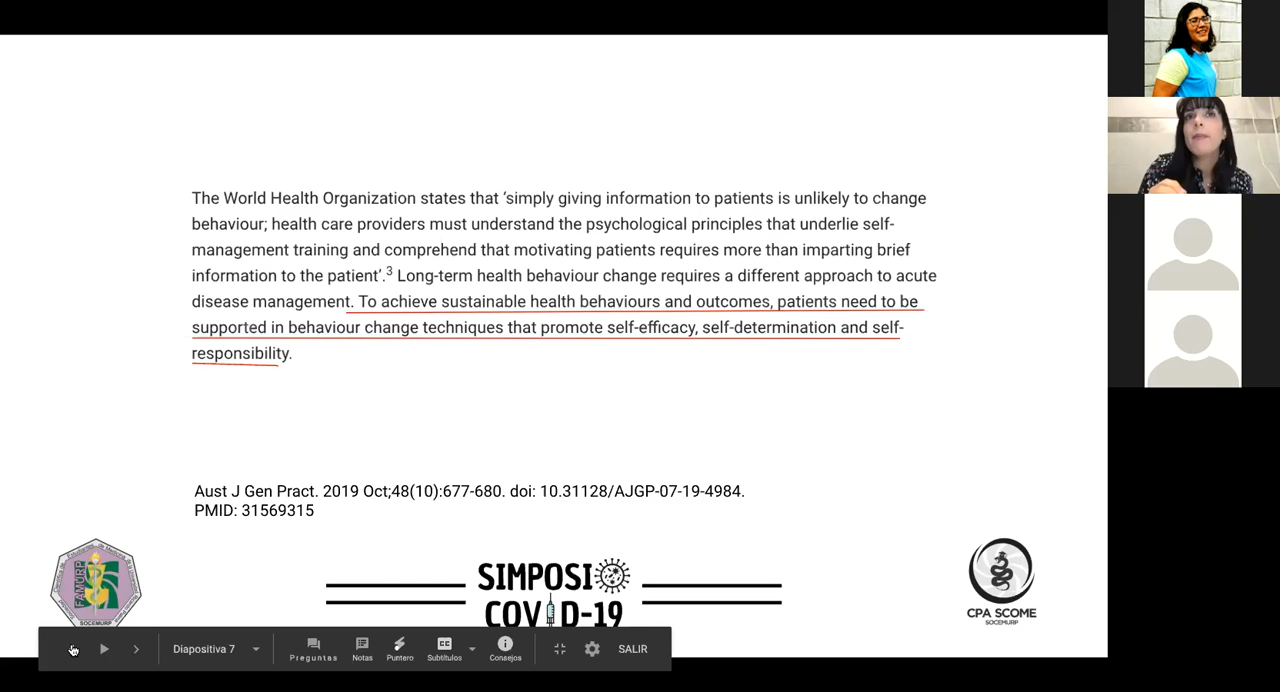 The World Health Organization states that ‘simply giving information to patients is unlikely to change
behaviour; health care providers must understand the psychological principles that underlie self-
management training and comprehend that motivating patients requires more than imparting brief
information to the patient’.3 Long-term health behaviour change requires a different approach to acute
disease management. To achieve sustainable health behaviours and outcomes, patients need to be
supported in behaviour change techniques that promote self-efficacy, self-determination and self-
responsibility.
Aust J Gen Pract. 2019 Oct;48(10):677-680. doi: 10.31128/AJGP-07-19-4984.
PMID: 31569315
FAMURP
SOCEMURP
SIMPOSI
COV D-19
CPA SCOME
SOCEMURP
Diapositiva 7
Preguntas
Notas
Puntero
CC
Subtítulos
Consejos
SALIR